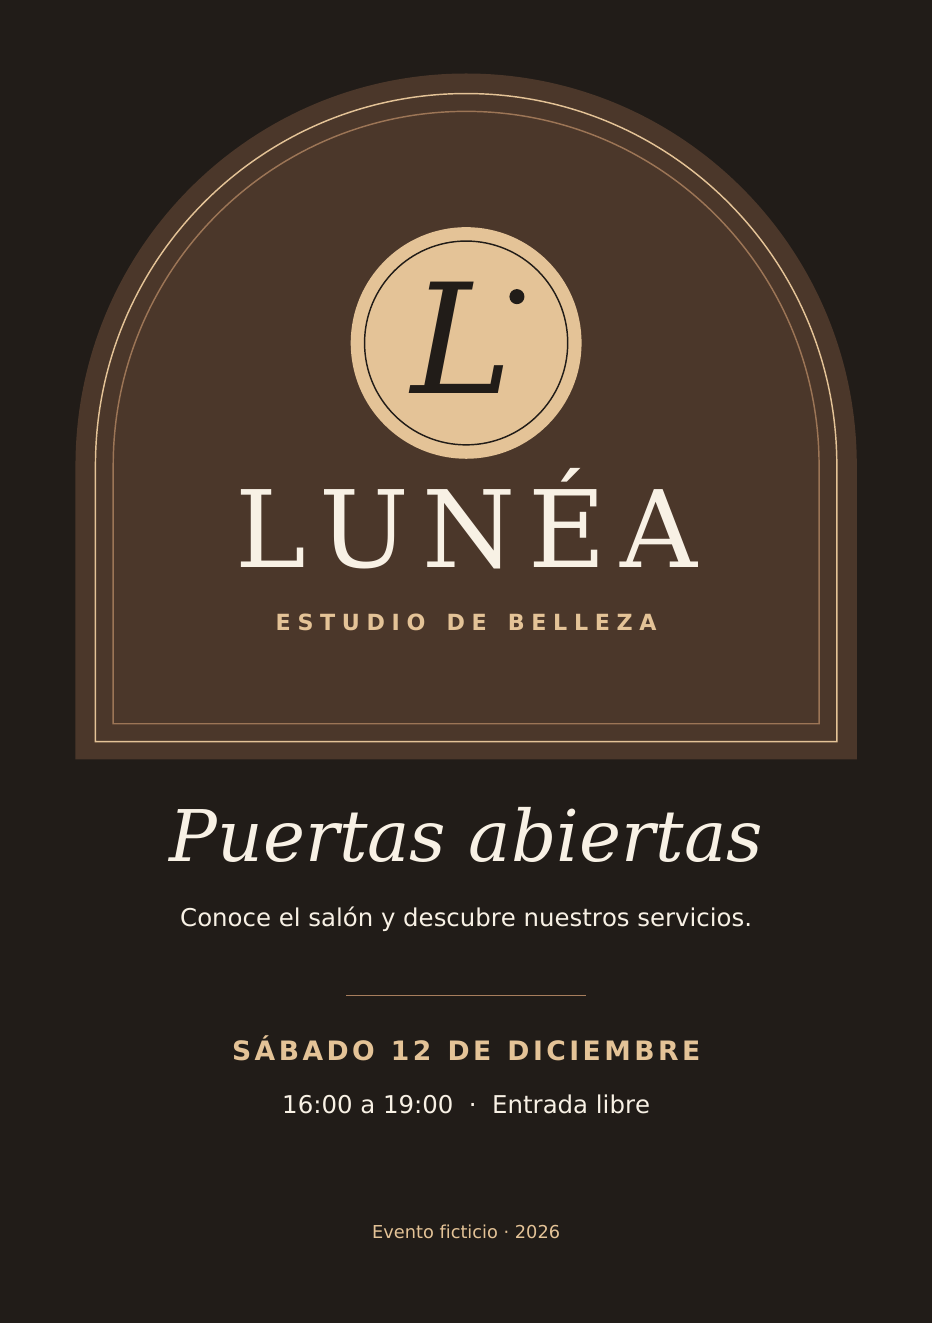 L
LUNÉA
ESTUDIO DE BELLEZA
Puertas abiertas
Conoce el salón y descubre nuestros servicios.
SÁBADO 12 DE DICIEMBRE
16:00 a 19:00 · Entrada libre
Evento ficticio · 2026